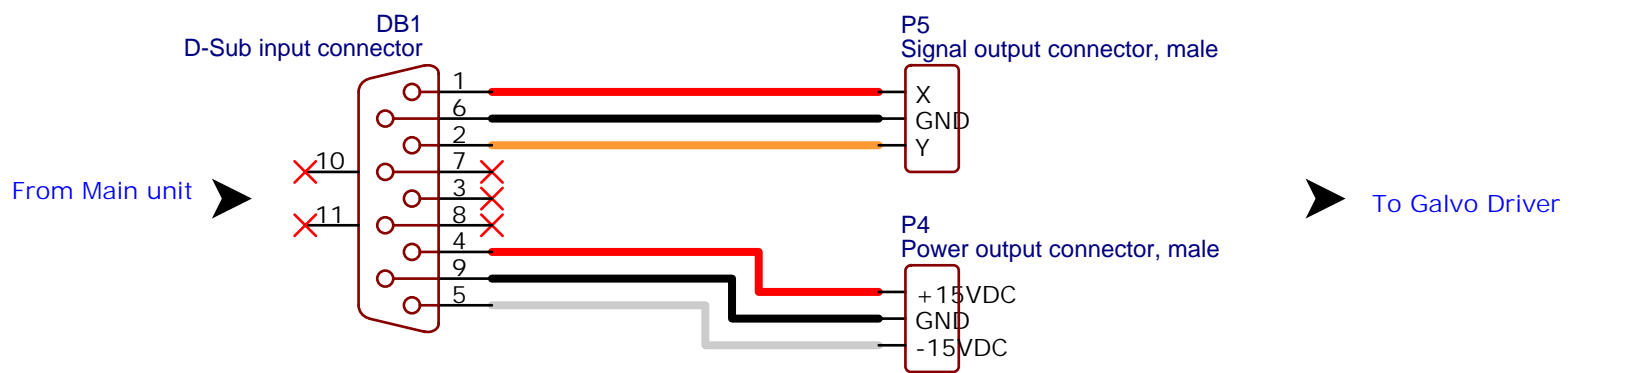 DB1
D-Sub input connector
P5
Signal output connector, male
1
6
2
7
3
8
4
9
5
10
11
X
GND
Y
From Main unit
To Galvo Driver
P4
Power output connector, male
+15VDC
GND
-15VDC